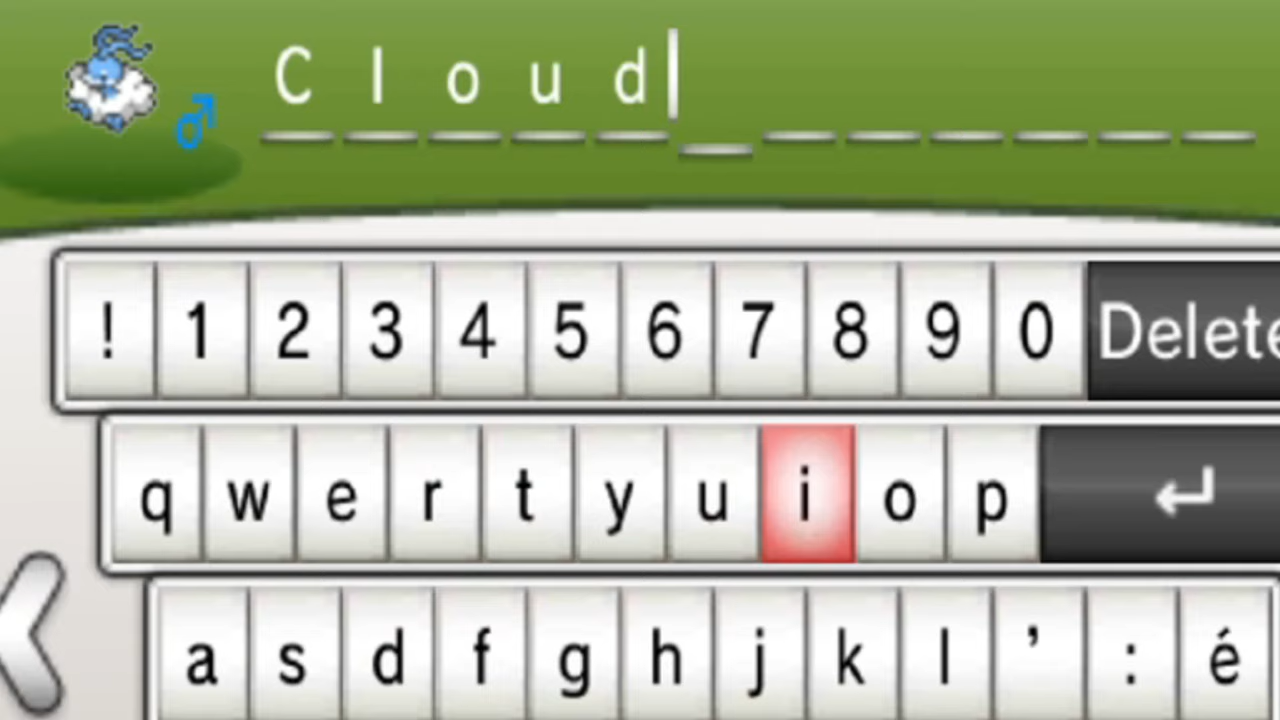 Cloud
! 1 2 3 4 5 6 7 8 9 0 Delete
q w e r t y u i o p
a s d f g h j k l ’ : é